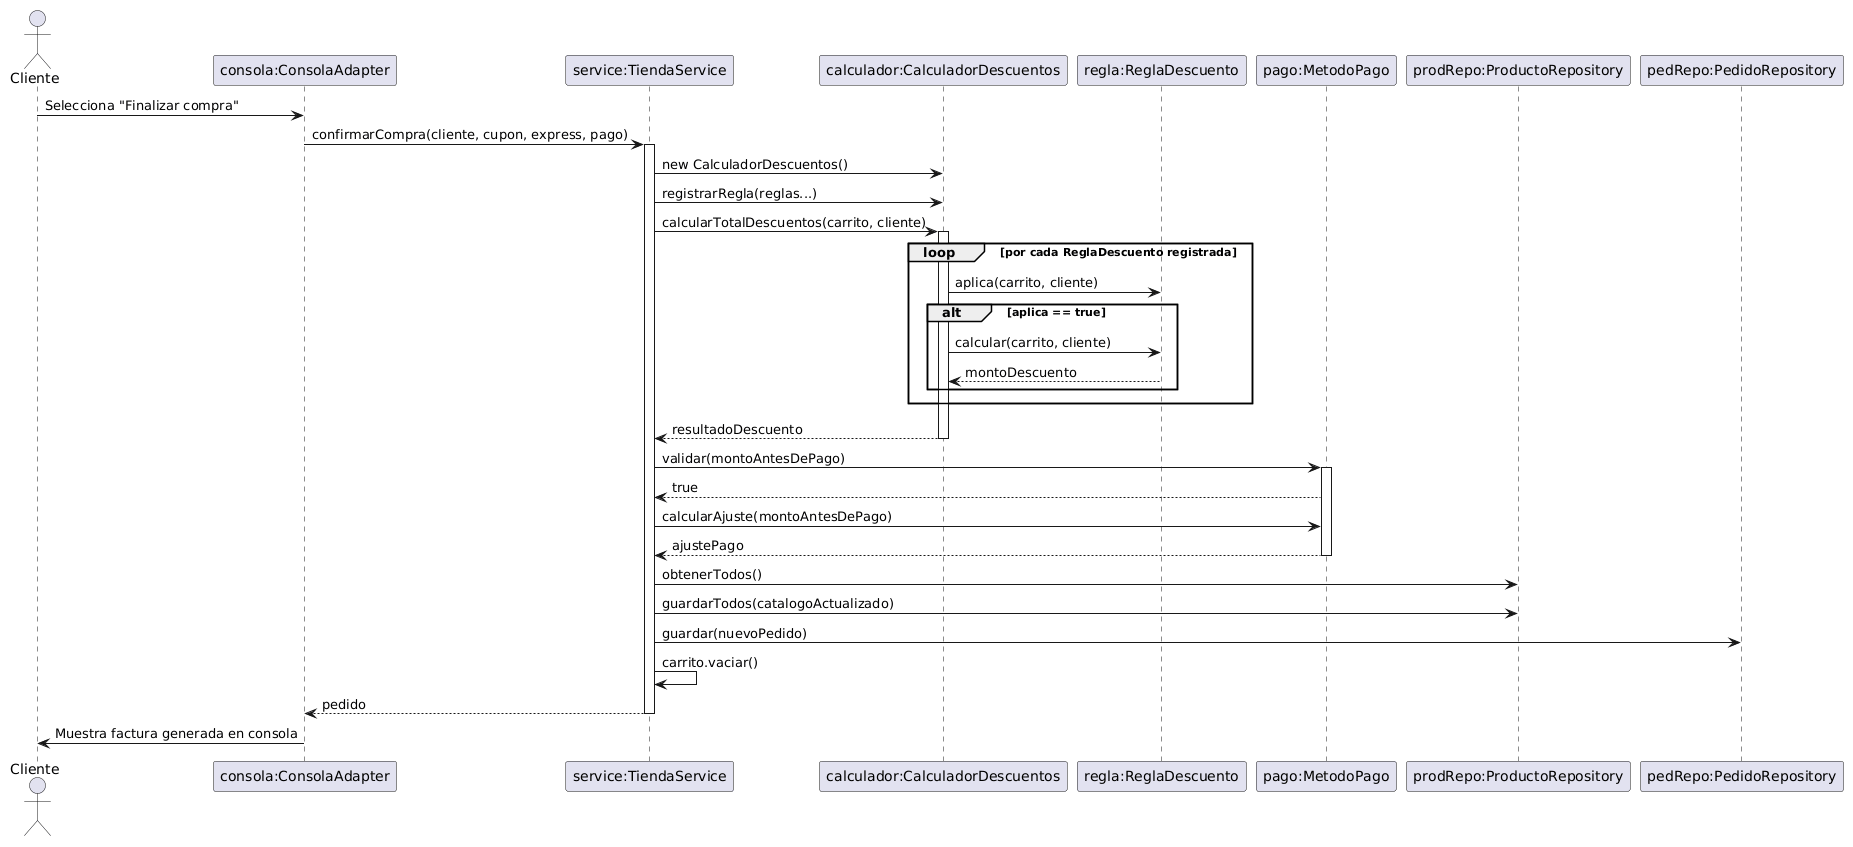 Cliente
consola:ConsolaAdapter
service:TiendaService
calculador:CalculadorDescuentos
regla:ReglaDescuento
pago:MetodoPago
prodRepo:ProductoRepository
pedRepo:PedidoRepository
Selecciona "Finalizar compra"
confirmarCompra(cliente, cupon, express, pago)
new CalculadorDescuentos()
registrarRegla(reglas...)
calcularTotalDescuentos(carrito, cliente)
loop [por cada ReglaDescuento registrada]
aplica(carrito, cliente)
alt [aplica == true]
calcular(carrito, cliente)
montoDescuento
resultadoDescuento
validar(montoAntesDePago)
true
calcularAjuste(montoAntesDePago)
ajustePago
obtenerTodos()
guardarTodos(catalogoActualizado)
guardar(nuevoPedido)
carrito.vaciar()
pedido
Muestra factura generada en consola
Cliente
consola:ConsolaAdapter
service:TiendaService
calculador:CalculadorDescuentos
regla:ReglaDescuento
pago:MetodoPago
prodRepo:ProductoRepository
pedRepo:PedidoRepository